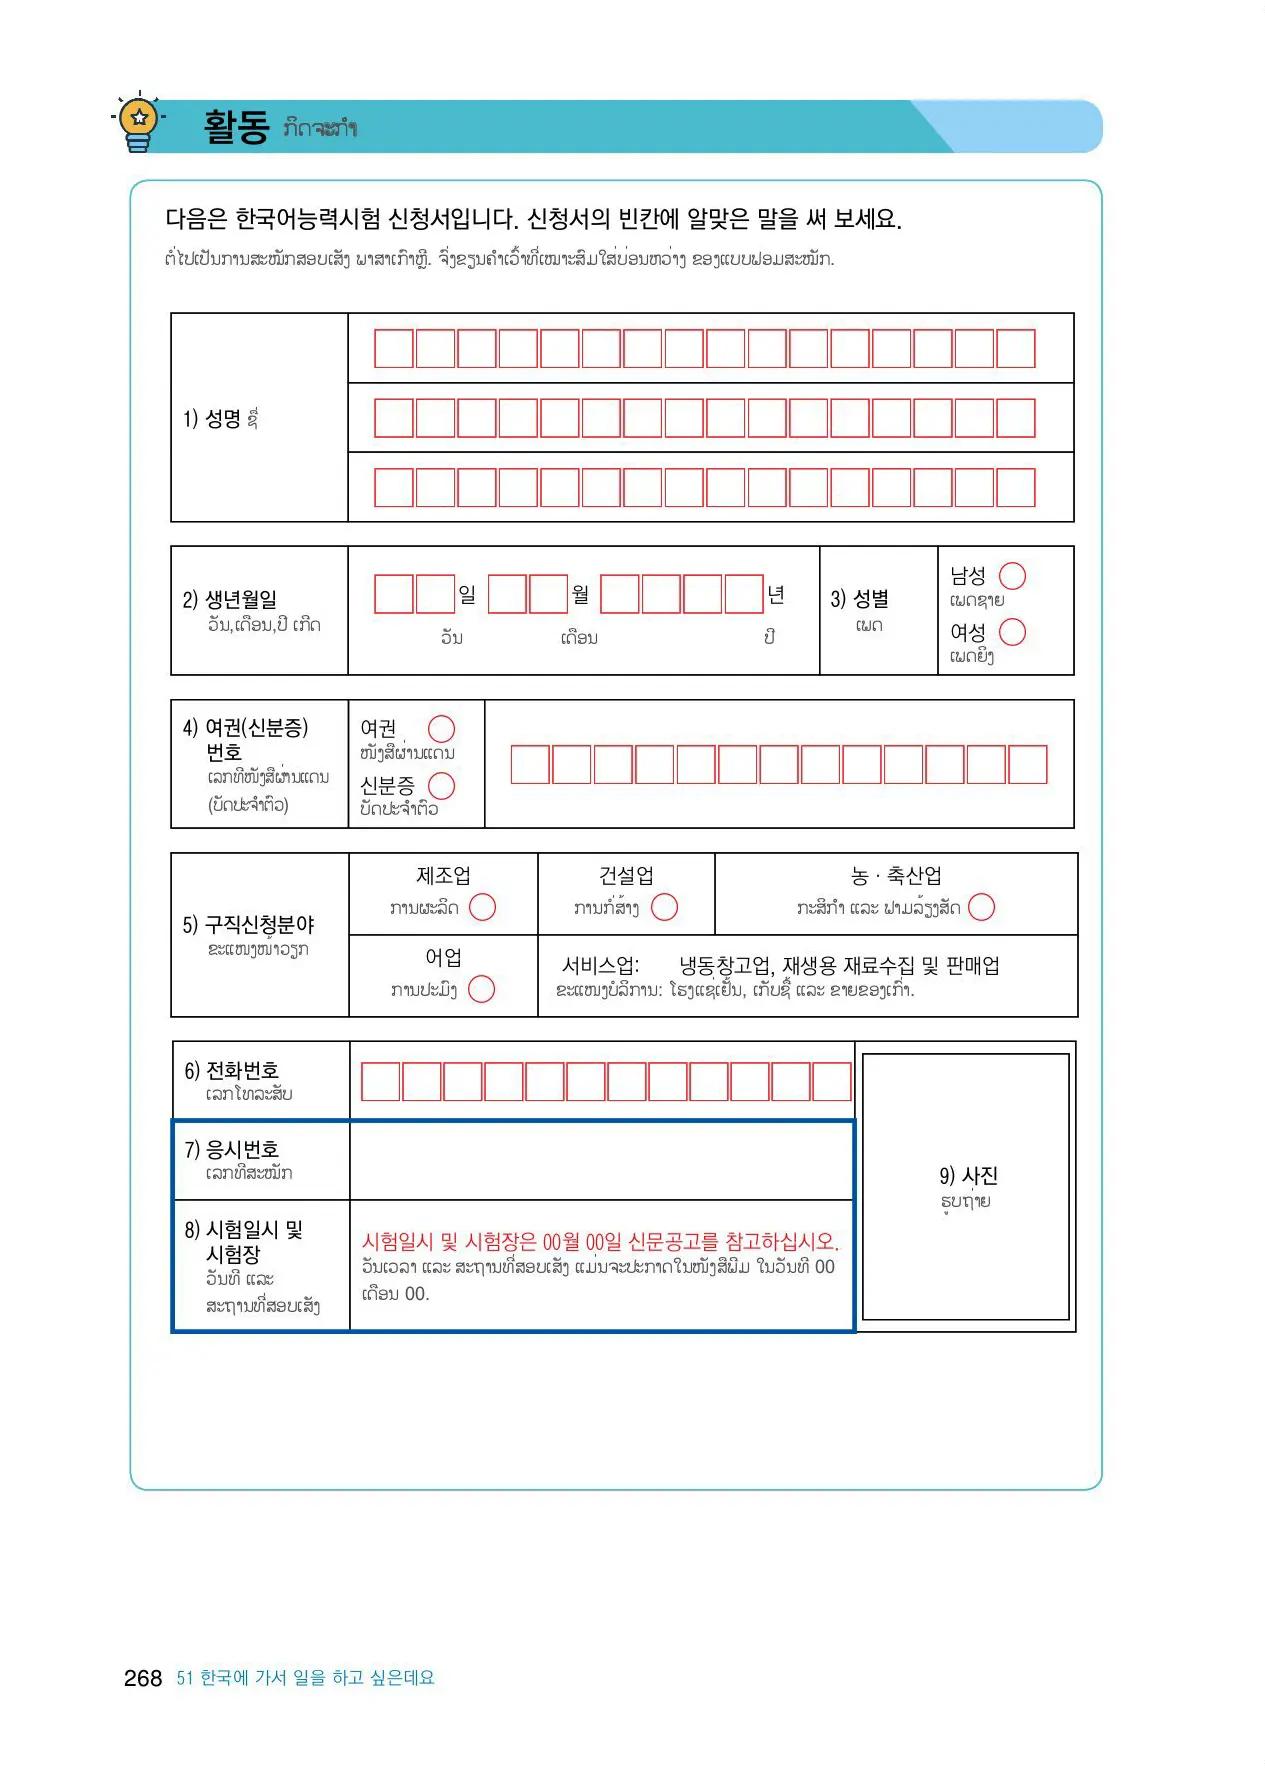 활동 ກິດຈະກຳ
다음은 한국어능력시험 신청서입니다. 신청서의 빈칸에 알맞은 말을 써 보세요.
ຕໍ່ໄປເປັນການສະໝັກສອບເສັງ ພາສາເກົາຫຼີ. ຈົ່ງຂຽນຄຳເວົ້າທີ່ເໝາະສົມໃສ່ບ່ອນຫວ່າງ ຂອງແບບຟອມສະໝັກ.
1) 성명 ຊື່
2) 생년월일
ວັນ,ເດືອນ,ປີ ເກີດ
일 월 년
ວັນ ເດືອນ ປີ
3) 성별
ເພດ
남성
ເພດຊາຍ
여성
ເພດຍິງ
4) 여권(신분증)
번호
ເລກທີໜັງສືຜ່ານແດນ
(ບັດປະຈຳຕົວ)
여권
ໜັງສືຜ່ານແດນ
신분증
ບັດປະຈຳຕົວ
5) 구직신청분야
ຂະແໜງໜ້າວຽກ
제조업
ການຜະລິດ
건설업
ການກໍ່ສ້າງ
농 · 축산업
ກະສິກຳ ແລະ ຟາມລ້ຽງສັດ
어업
ການປະມົງ
서비스업: 냉동창고업, 재생용 재료수집 및 판매업
ຂະແໜງບໍລິການ: ໂຮງແຊ່ເຢັ້ນ, ເກັບຊື້ ແລະ ຂາຍຂອງເກົ່າ.
6) 전화번호
ເລກໂທລະສັບ
7) 응시번호
ເລກທີສະໝັກ
8) 시험일시 및
시험장
ວັນທີ ແລະ
ສະຖານທີ່ສອບເສັງ
시험일시 및 시험장은 00월 00일 신문공고를 참고하십시오.
ວັນເວລາ ແລະ ສະຖານທີ່ສອບເສັງ ແມ່ນຈະປະກາດໃນໜັງສືພິມ ໃນວັນທີ 00
ເດືອນ 00.
9) 사진
ຮູບຖ່າຍ
268 51 한국에 가서 일을 하고 싶은데요